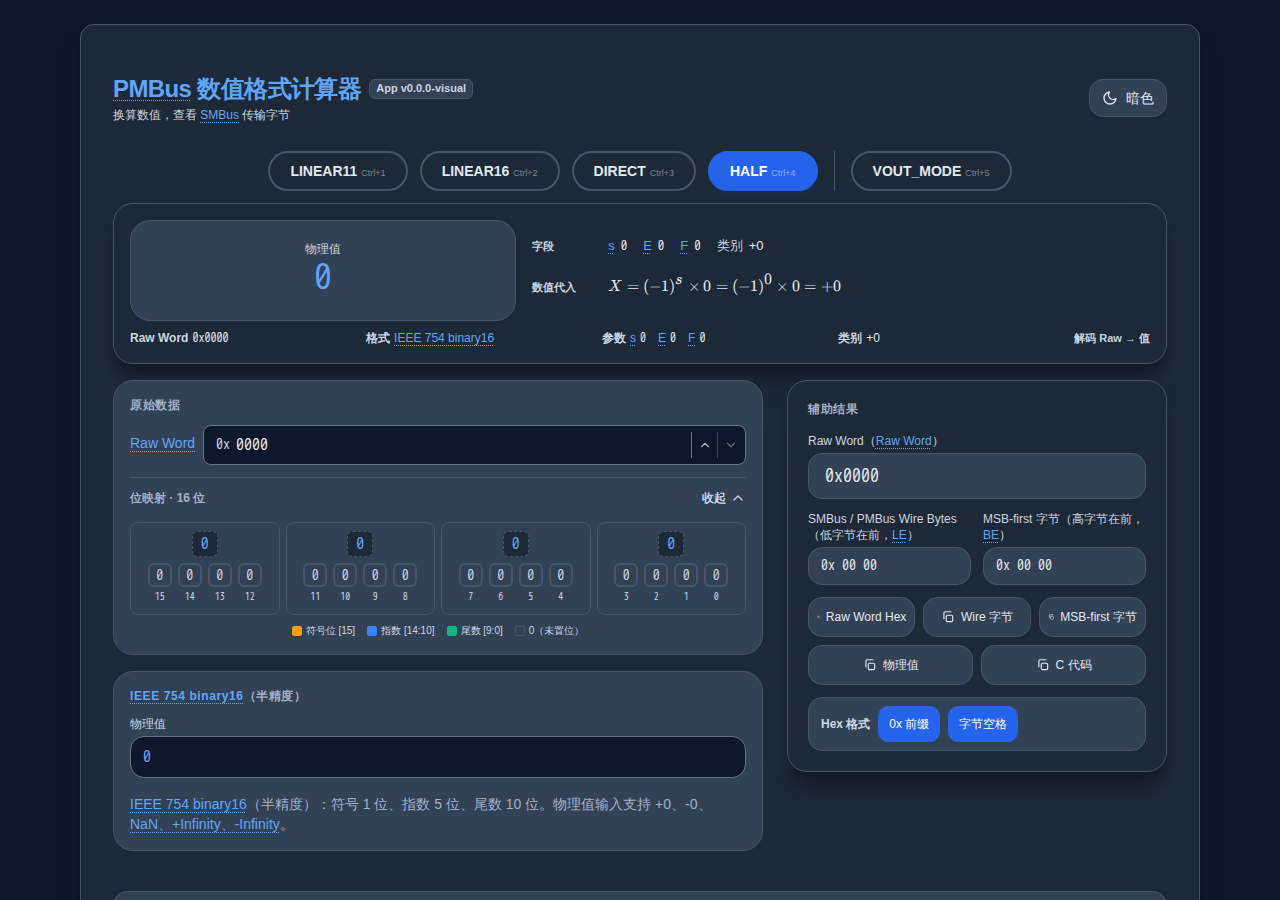 PMBus 数值格式计算器 App v0.0.0-visual
换算数值，查看 SMBus 传输字节
暗色
LINEAR11 Ctrl+1 LINEAR16 Ctrl+2 DIRECT Ctrl+3 HALF Ctrl+4 VOUT_MODE Ctrl+5
物理值
0
字段 s 0 E 0 F 0 类别 +0
数值代入 X = (−1)^s × 0 = (−1)^0 × 0 = +0
Raw Word 0x0000 格式 IEEE 754 binary16 参数 s 0 E 0 F 0 类别 +0 解码 Raw → 值
原始数据
Raw Word 0x 0000
位映射 · 16 位 收起
0 0 0 0
0 0 0 0 0 0 0 0 0 0 0 0 0 0 0 0
15 14 13 12 11 10 9 8 7 6 5 4 3 2 1 0
符号位 [15] 指数 [14:10] 尾数 [9:0] 0（未置位）
IEEE 754 binary16（半精度）
物理值
0
IEEE 754 binary16（半精度）：符号 1 位、指数 5 位、尾数 10 位。物理值输入支持 +0、-0、
NaN、+Infinity、-Infinity。
辅助结果
Raw Word（Raw Word）
0x0000
SMBus / PMBus Wire Bytes
（低字节在前，LE）
0x 00 00
MSB-first 字节（高字节在前，
BE）
0x 00 00
Raw Word Hex Wire 字节 MSB-first 字节
物理值 C 代码
Hex 格式 0x 前缀 字节空格